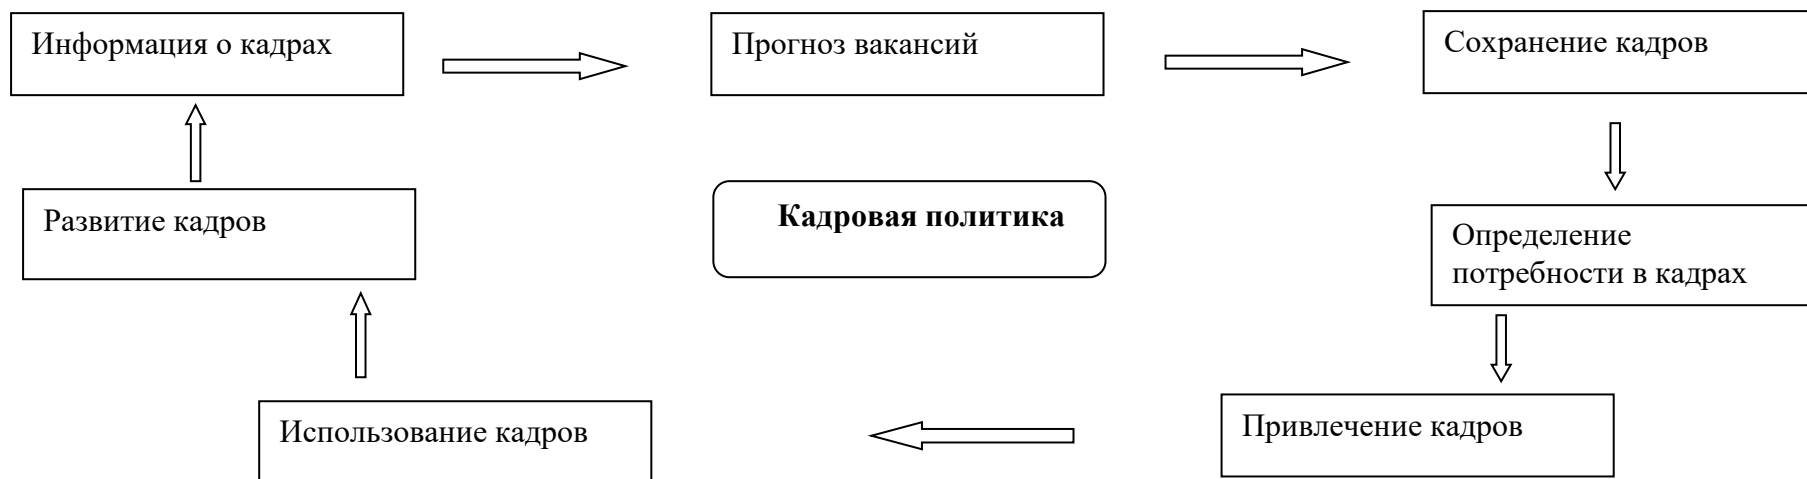 Информация о кадрах
Прогноз вакансий
Сохранение кадров
Развитие кадров
Кадровая политика
Определение
потребности в кадрах
Использование кадров
Привлечение кадров